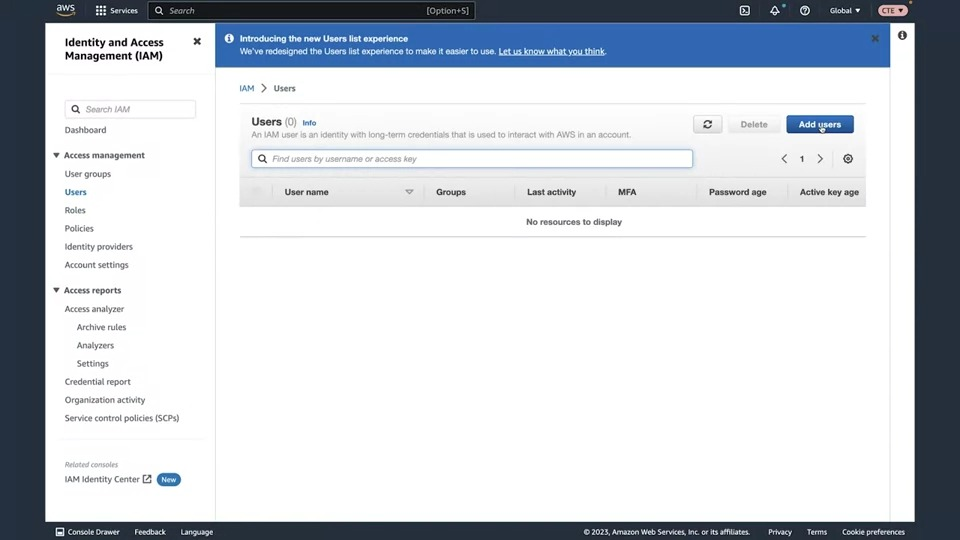 aws
Services
Search
[Option+S]
Global
CTE
Identity and Access
Management (IAM)
Search IAM
Dashboard
Access management
User groups
Users
Roles
Policies
Identity providers
Account settings
Access reports
Access analyzer
Archive rules
Analyzers
Settings
Credential report
Organization activity
Service control policies (SCPs)
Related consoles
IAM Identity Center
New
Introducing the new Users list experience
We've redesigned the Users list experience to make it easier to use. Let us know what you think.
IAM > Users
Users (0) Info
An IAM user is an identity with long-term credentials that is used to interact with AWS in an account.
Delete
Add users
Find users by username or access key
1
User name Groups Last activity MFA Password age Active key age
No resources to display
Console Drawer Feedback Language © 2023, Amazon Web Services, Inc. or its affiliates. Privacy Terms Cookie preferences